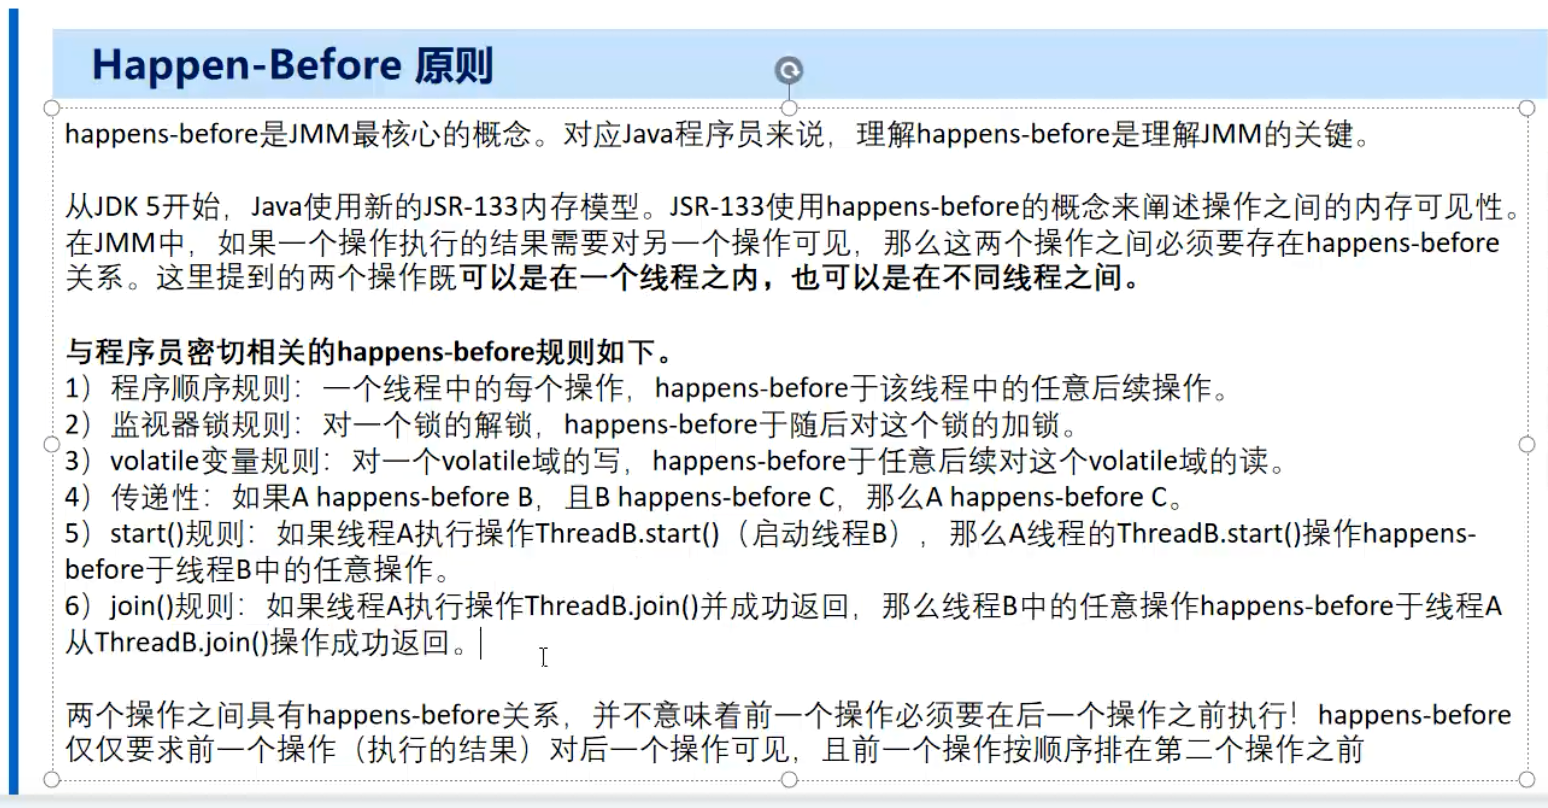 Happen-Before 原则
happens-before是JMM最核心的概念。对应Java程序员来说，理解happens-before是理解JMM的关键。
从JDK 5开始，Java使用新的JSR-133内存模型。JSR-133使用happens-before的概念来阐述操作之间的内存可见性。
在JMM中，如果一个操作执行的结果需要对另一个操作可见，那么这两个操作之间必须要存在happens-before
关系。这里提到的两个操作既可以是在一个线程之内，也可以是在不同线程之间。
与程序员密切相关的happens-before规则如下。
1）程序顺序规则：一个线程中的每个操作，happens-before于该线程中的任意后续操作。
2）监视器锁规则：对一个锁的解锁，happens-before于随后对这个锁的加锁。
3）volatile变量规则：对一个volatile域的写，happens-before于任意后续对这个volatile域的读。
4）传递性：如果A happens-before B，且B happens-before C，那么A happens-before C。
5）start()规则：如果线程A执行操作ThreadB.start()（启动线程B），那么A线程的ThreadB.start()操作happens-
before于线程B中的任意操作。
6）join()规则：如果线程A执行操作ThreadB.join()并成功返回，那么线程B中的任意操作happens-before于线程A
从ThreadB.join()操作成功返回。
两个操作之间具有happens-before关系，并不意味着前一个操作必须要在后一个操作之前执行！happens-before
仅仅要求前一个操作（执行的结果）对后一个操作可见，且前一个操作按顺序排在第二个操作之前